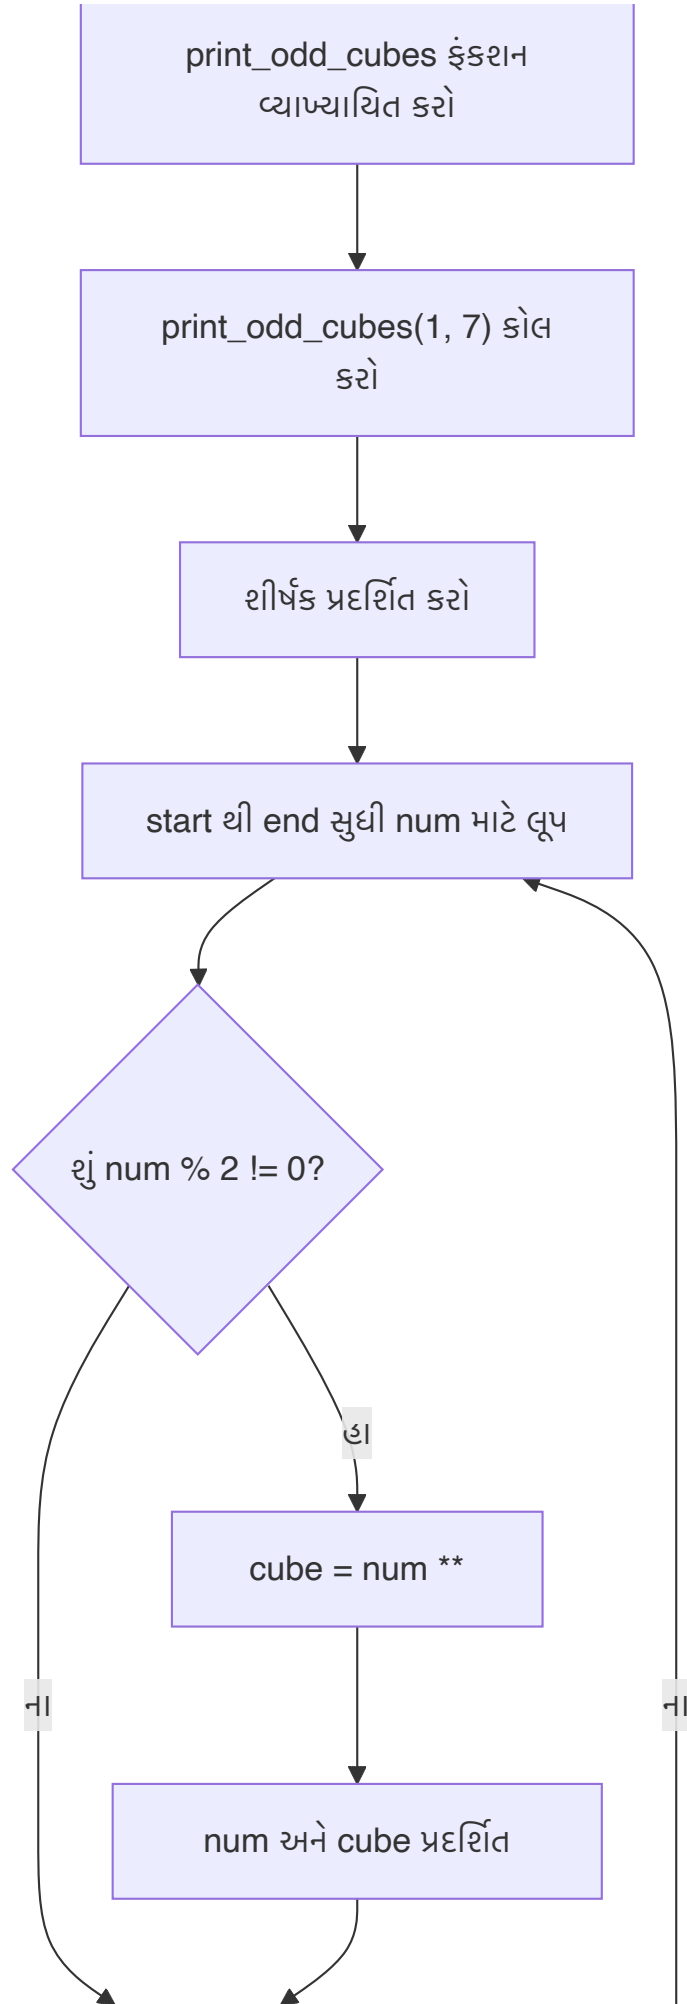 print_odd_cubes ફંકશન
વ્યાખ્યાયિત કરો
print_odd_cubes(1, 7) કોલ
કરો
શીર્ષક પ્રદર્શિત કરો
start થી end સુધી num માટે લૂપ
શું num % 2 != 0?
હા
cube = num **
ના
ના
num અને cube પ્રદર્શિત